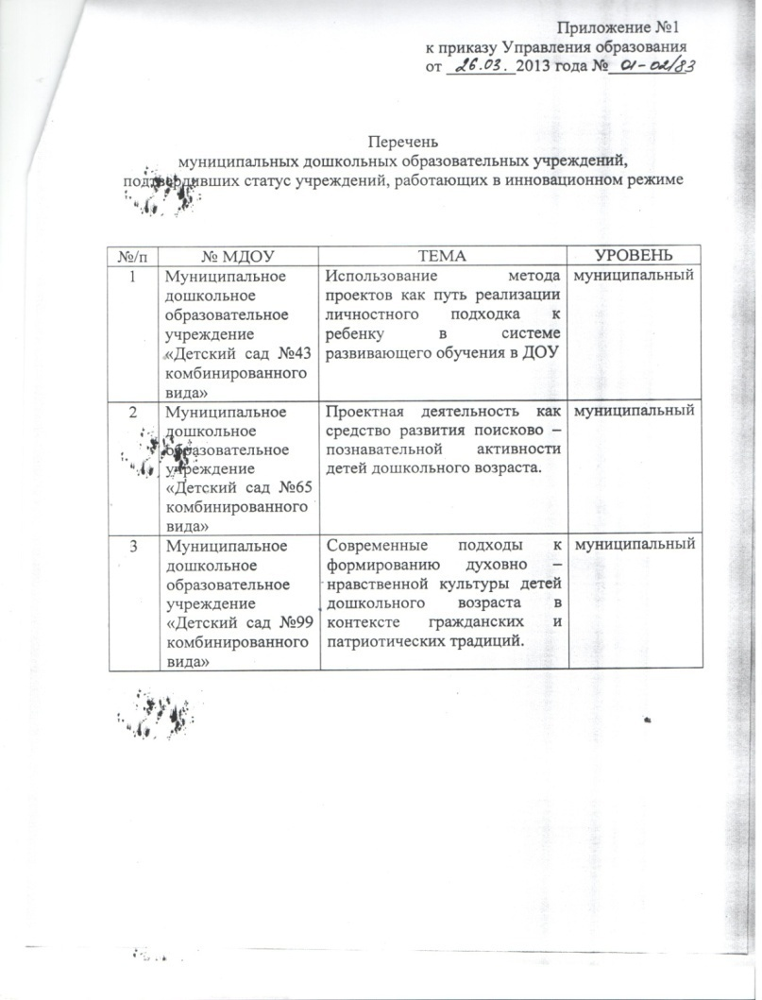 Приложение №1
к приказу Управления образования
от 26.03. 2013 года № 01-02/83
Перечень
муниципальных дошкольных образовательных учреждений,
подтвердивших статус учреждений, работающих в инновационном режиме
№/п № МДОУ ТЕМА УРОВЕНЬ
1 Муниципальное дошкольное образовательное учреждение «Детский сад №43 комбинированного вида» Использование метода проектов как путь реализации личностного подхода к ребенку в системе развивающего обучения в ДОУ муниципальный
2 Муниципальное дошкольное образовательное учреждение «Детский сад №65 комбинированного вида» Проектная деятельность как средство развития поисково – познавательной активности детей дошкольного возраста. муниципальный
3 Муниципальное дошкольное образовательное учреждение «Детский сад №99 комбинированного вида» Современные подходы к формированию духовно – нравственной культуры детей дошкольного возраста в контексте гражданских и патриотических традиций. муниципальный